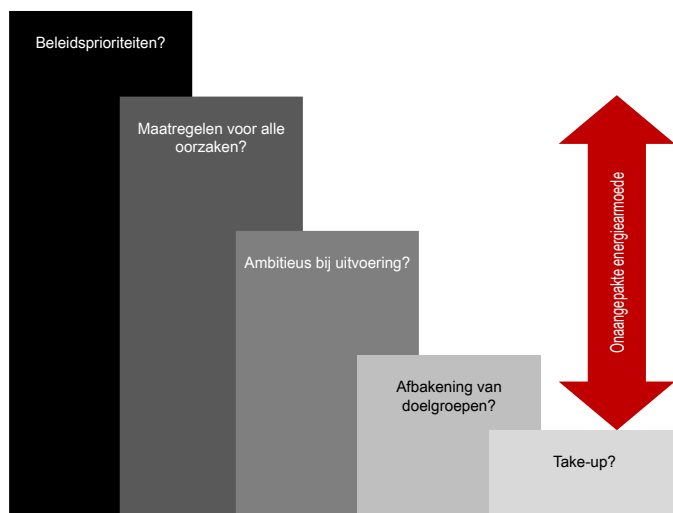 Beleidsprioriteiten?
Maatregelen voor alle
oorzaken?
Ambitieus bij uitvoering?
Afbakening van
doelgroepen?
Take-up?
Onaangepakte energiearmoede